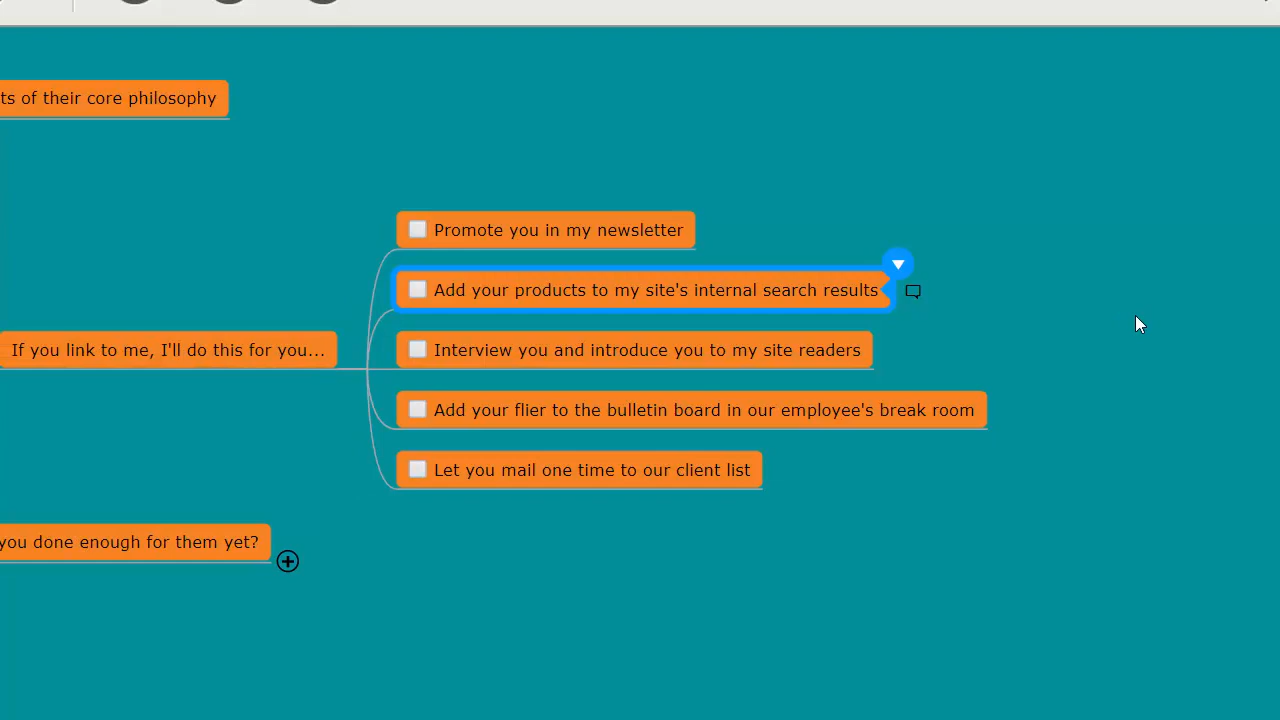 ts of their core philosophy
Promote you in my newsletter
Add your products to my site's internal search results
If you link to me, I'll do this for you...
Interview you and introduce you to my site readers
Add your flier to the bulletin board in our employee's break room
Let you mail one time to our client list
you done enough for them yet?